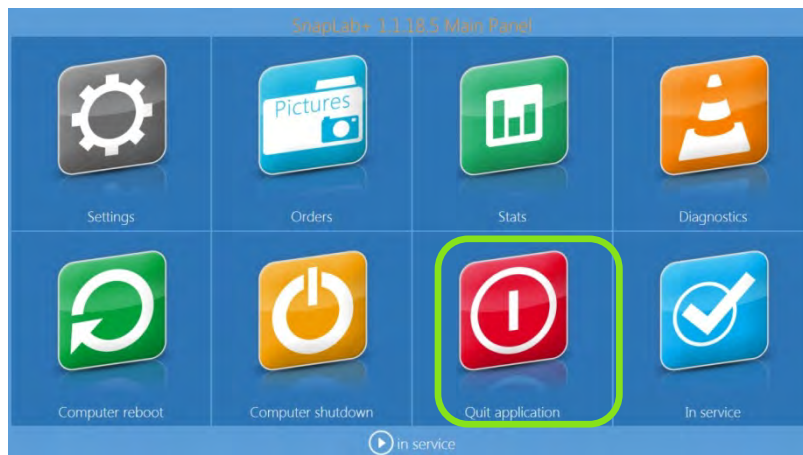 SnapLab+ 1.1.18.5 Main Panel
Pictures
Settings
Orders
Stats
Diagnostics
Computer reboot
Computer shutdown
Quit application
In service
in service